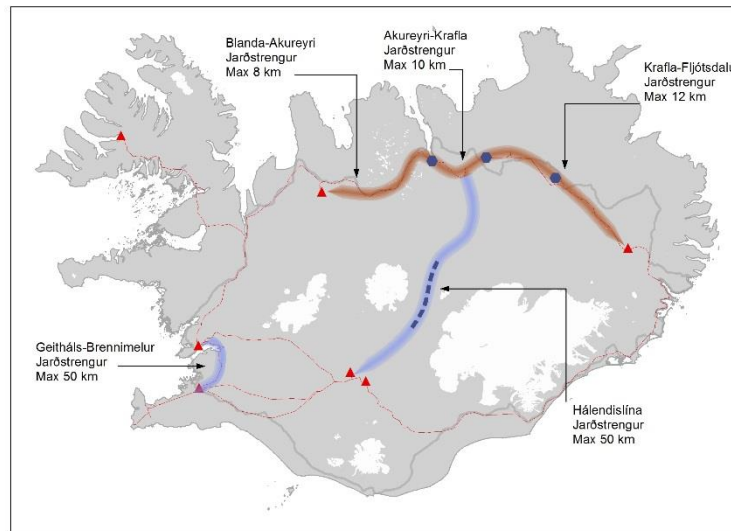 Blanda-Akureyri
Jarðstrengur
Max 8 km
Akureyri-Krafla
Jarðstrengur
Max 10 km
Krafla-Fljótsdalur
Jarðstrengur
Max 12 km
Geitháls-Brennimelur
Jarðstrengur
Max 50 km
Hálendislína
Jarðstrengur
Max 50 km